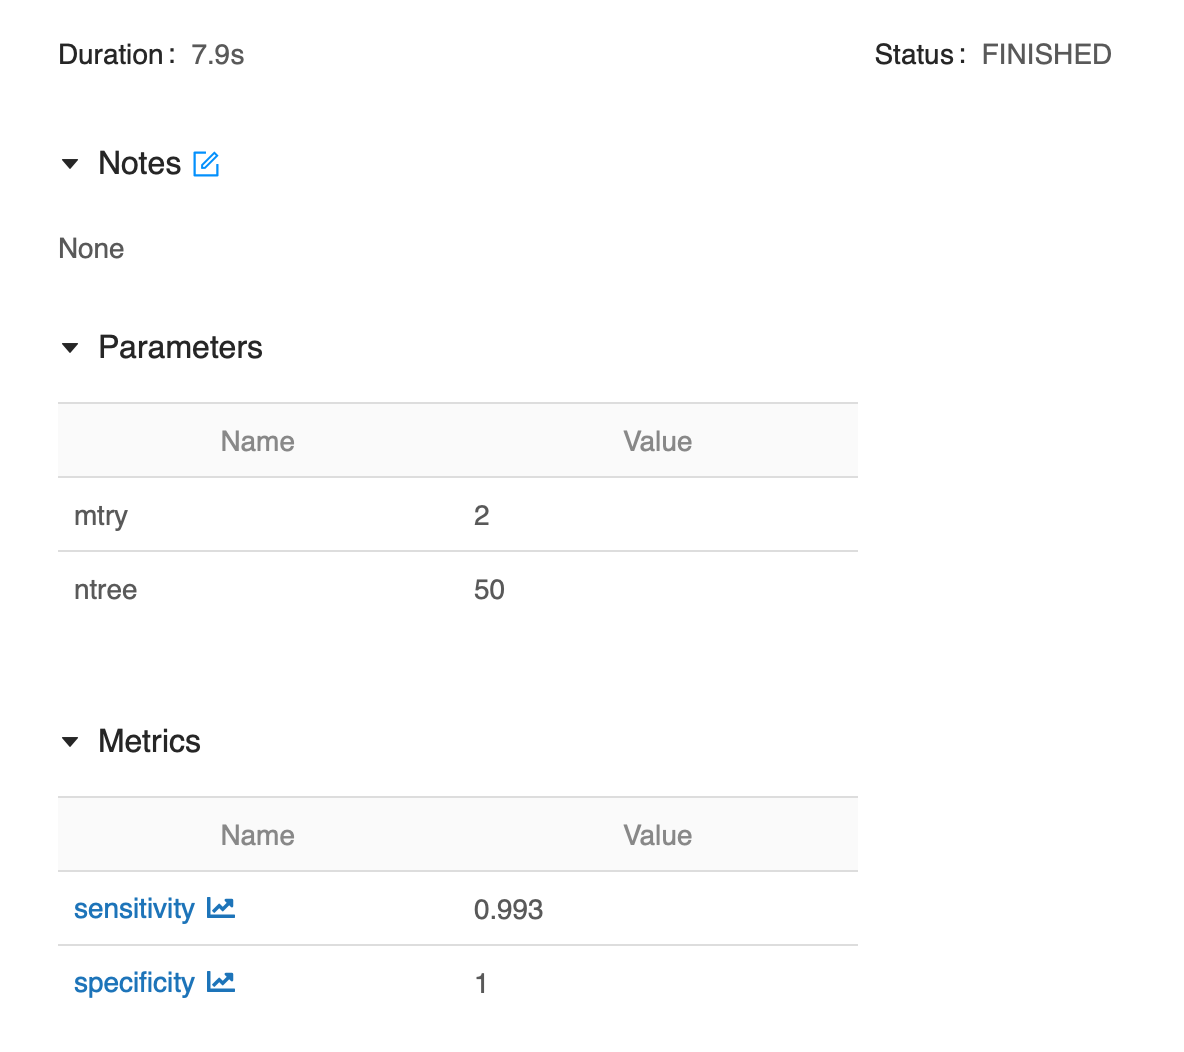 Duration: 7.9s Status: FINISHED
Notes
None
Parameters
Name Value
mtry 2
ntree 50
Metrics
Name Value
sensitivity 0.993
specificity 1